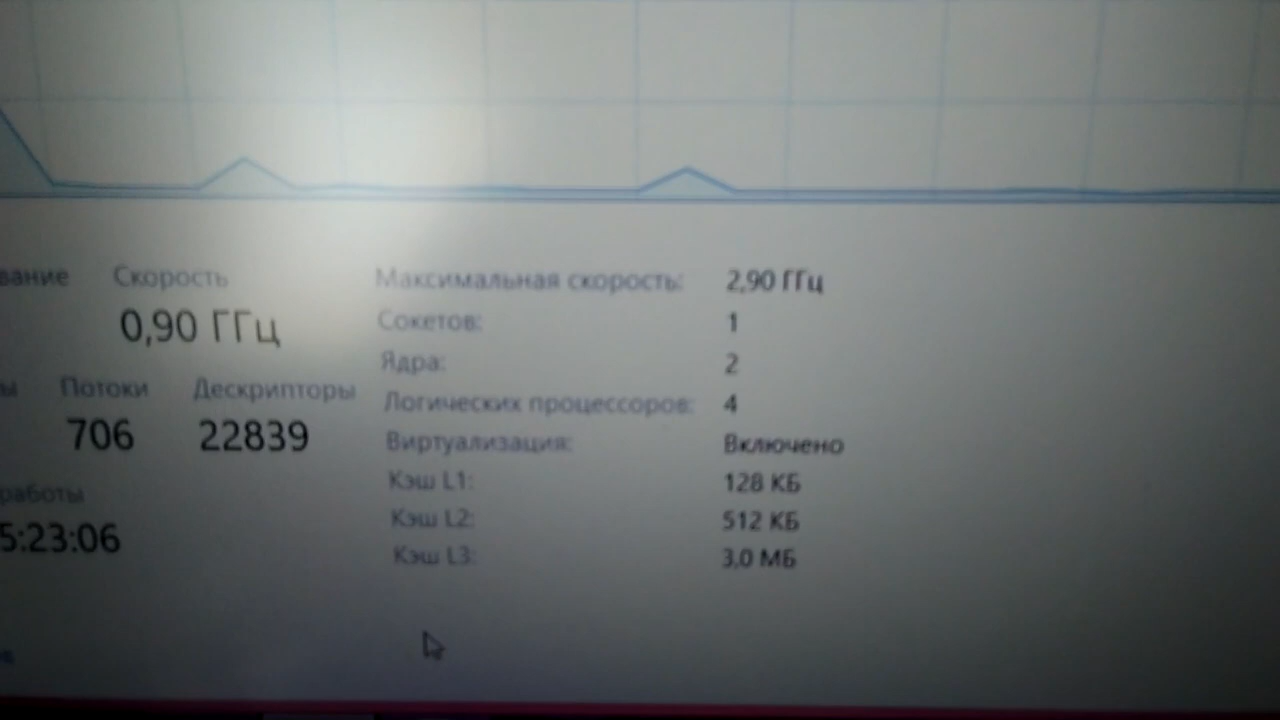 вание Скорость
0,90 ГГц
ы Потоки Дескрипторы
706 22839
работы
5:23:06
Максимальная скорость: 2,90 ГГц
Сокетов: 1
Ядра: 2
Логических процессоров: 4
Виртуализация: Включено
Кэш L1: 128 КБ
Кэш L2: 512 КБ
Кэш L3: 3,0 МБ